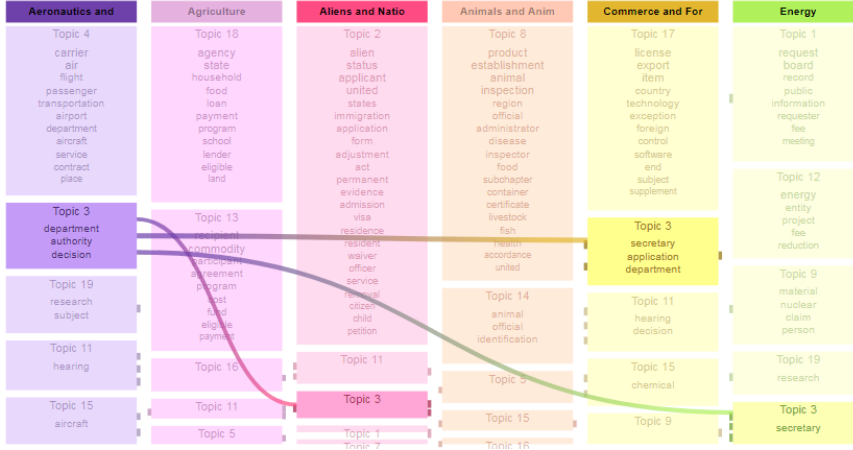 Aeronautics and
Topic 4
carrier
air
flight
passenger
transportation
airport
department
aircraft
service
contract
place
Topic 3
department
authority
decision
Topic 19
research
subject
Topic 11
hearing
Topic 15
aircraft
Agriculture
Topic 18
agency
state
household
food
loan
payment
program
school
lender
eligible
land
Topic 13
recipient
commodity
participant
agreement
program
cost
fund
eligible
payment
Topic 16
Topic 11
Topic 5
Aliens and Natio
Topic 2
alien
status
applicant
united
states
immigration
application
form
adjustment
act
permanent
evidence
admission
visa
residence
resident
waiver
officer
service
removal
citizen
child
petition
Topic 11
Topic 3
Topic 1
Topic 7
Animals and Anim
Topic 8
product
establishment
animal
inspection
region
official
administrator
disease
inspector
food
subchapter
container
certificate
livestock
fish
health
accordance
united
Topic 14
animal
official
identification
Topic 5
Topic 15
Topic 16
Commerce and For
Topic 17
license
export
item
country
technology
exception
foreign
control
software
end
subject
supplement
Topic 3
secretary
application
department
Topic 11
hearing
decision
Topic 15
chemical
Topic 9
Energy
Topic 1
request
board
record
public
information
requester
fee
meeting
Topic 12
energy
entity
project
fee
reduction
Topic 9
material
nuclear
claim
person
Topic 19
research
Topic 3
secretary